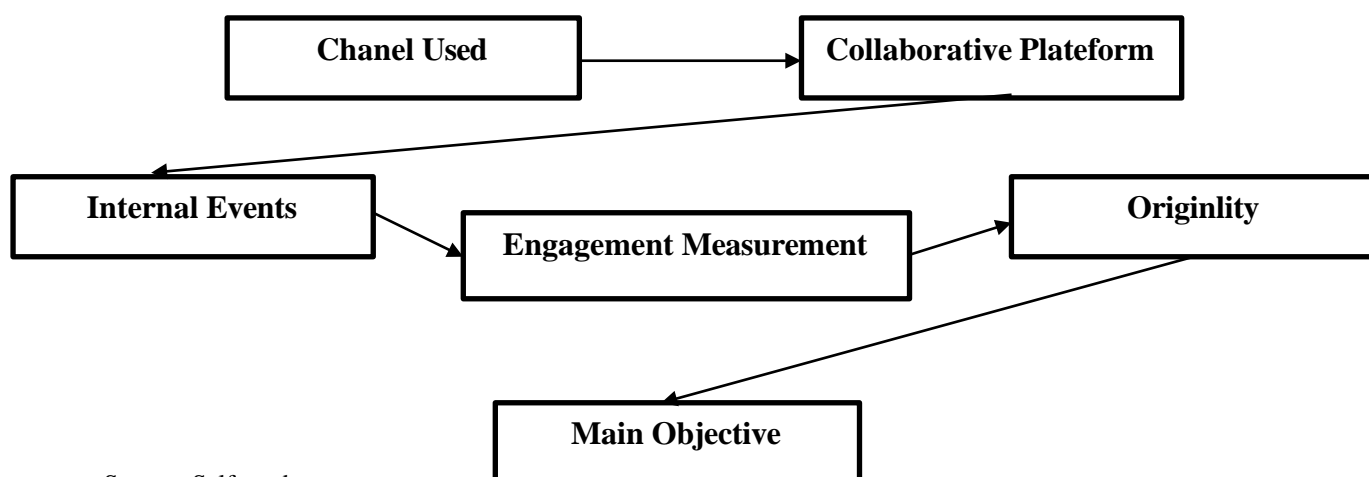 Chanel Used
Collaborative Plateform
Internal Events
Engagement Measurement
Originlity
Main Objective